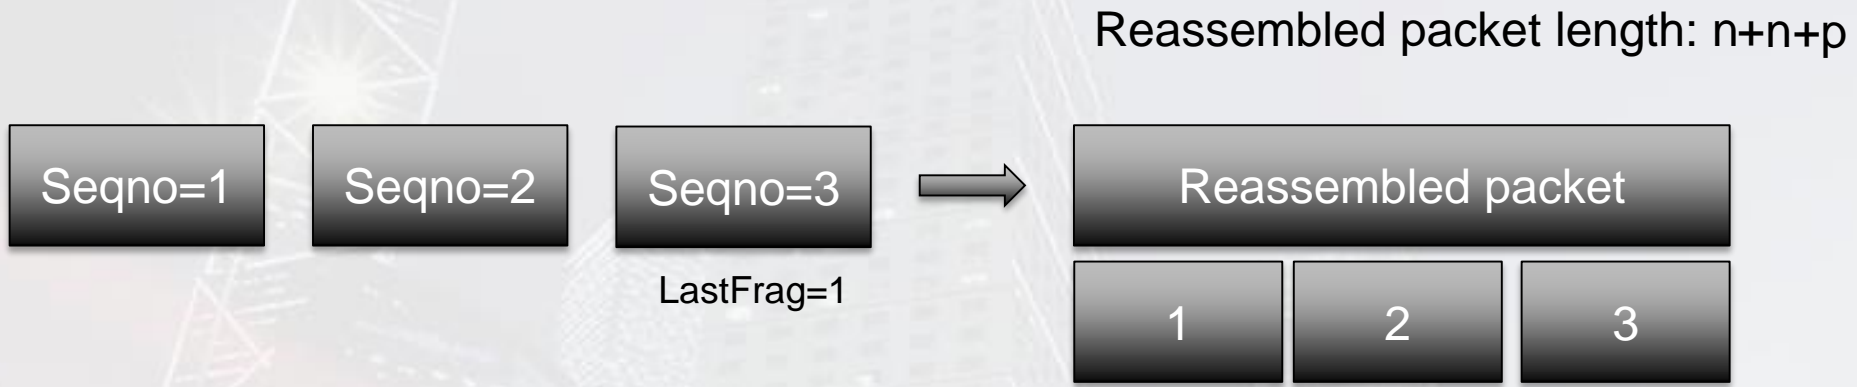 Reassembled packet length: n+n+p
Seqno=1
Seqno=2
Seqno=3
Reassembled packet
LastFrag=1
1
2
3